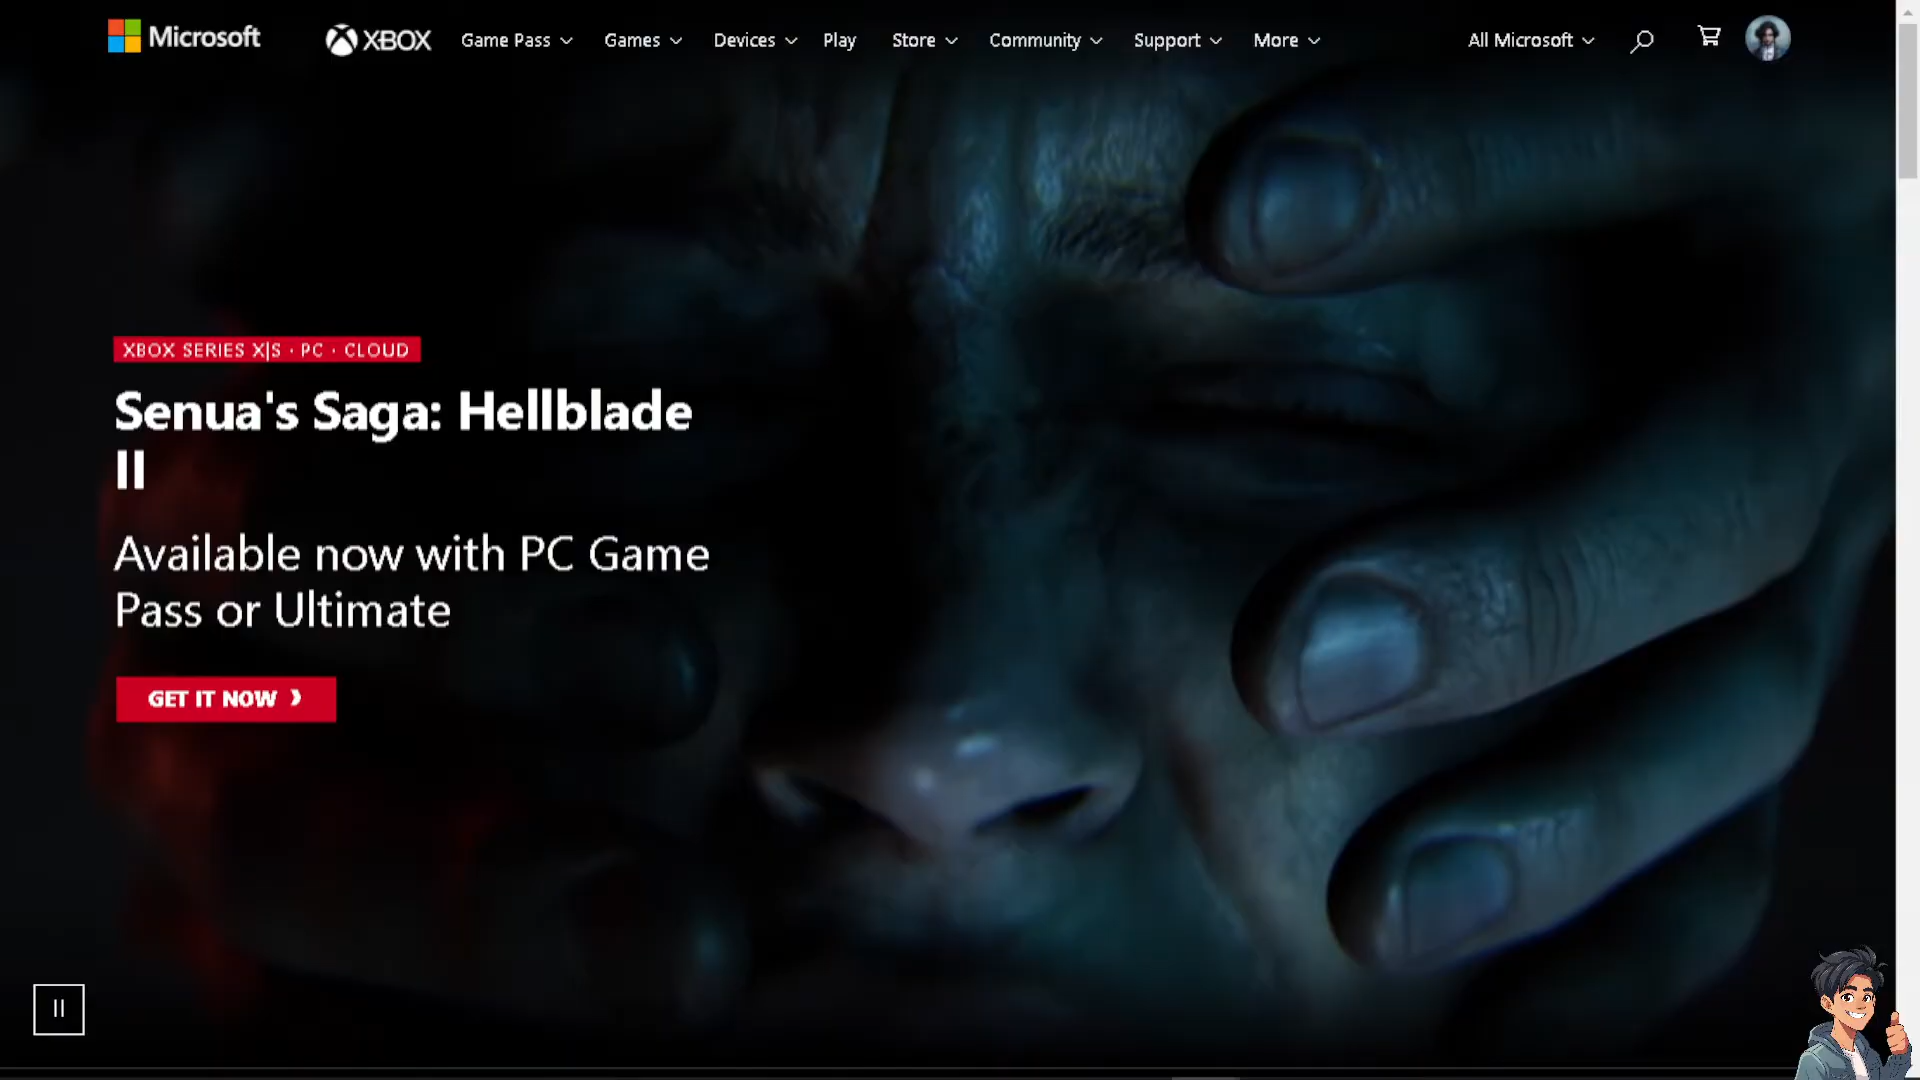 Microsoft
XBOX
Game Pass
Games
Devices
Play
Store
Community
Support
More
All Microsoft
XBOX SERIES X|S · PC · CLOUD
Senua's Saga: Hellblade
II
Available now with PC Game
Pass or Ultimate
GET IT NOW